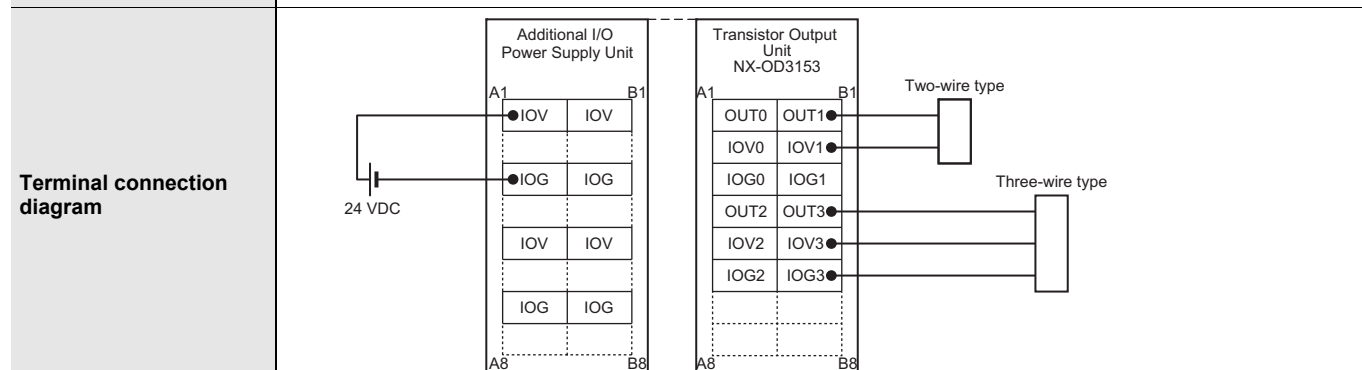 Terminal connection
diagram
24 VDC
Additional I/O
Power Supply Unit
A1 B1
IOV IOV
IOG IOG
IOV IOV
IOG IOG
A8 B8
Transistor Output
Unit
NX-OD3153
A1 B1
OUT0 OUT1
IOV0 IOV1
IOG0 IOG1
OUT2 OUT3
IOV2 IOV3
IOG2 IOG3
A8 B8
Two-wire type
Three-wire type